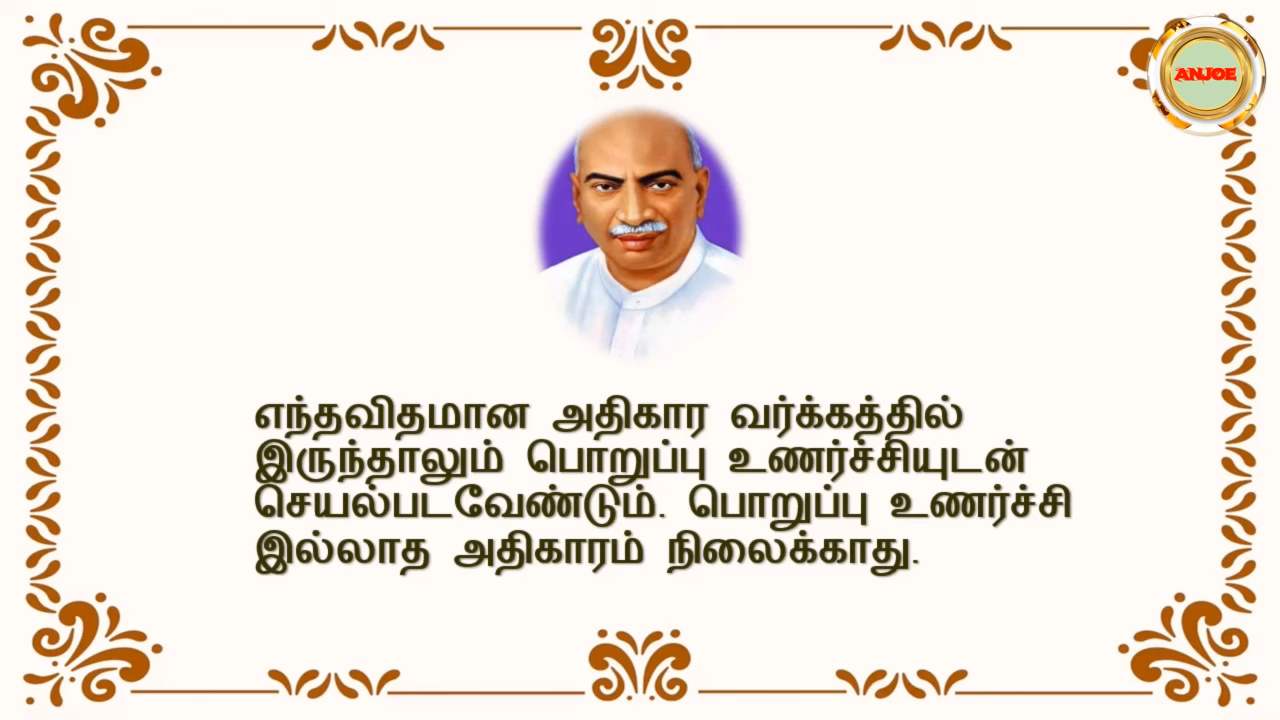 ANJOE
எந்தவிதமான அதிகார வர்க்கத்தில்
இருந்தாலும் பொறுப்பு உணர்ச்சியுடன்
செயல்படவேண்டும். பொறுப்பு உணர்ச்சி
இல்லாத அதிகாரம் நிலைக்காது.